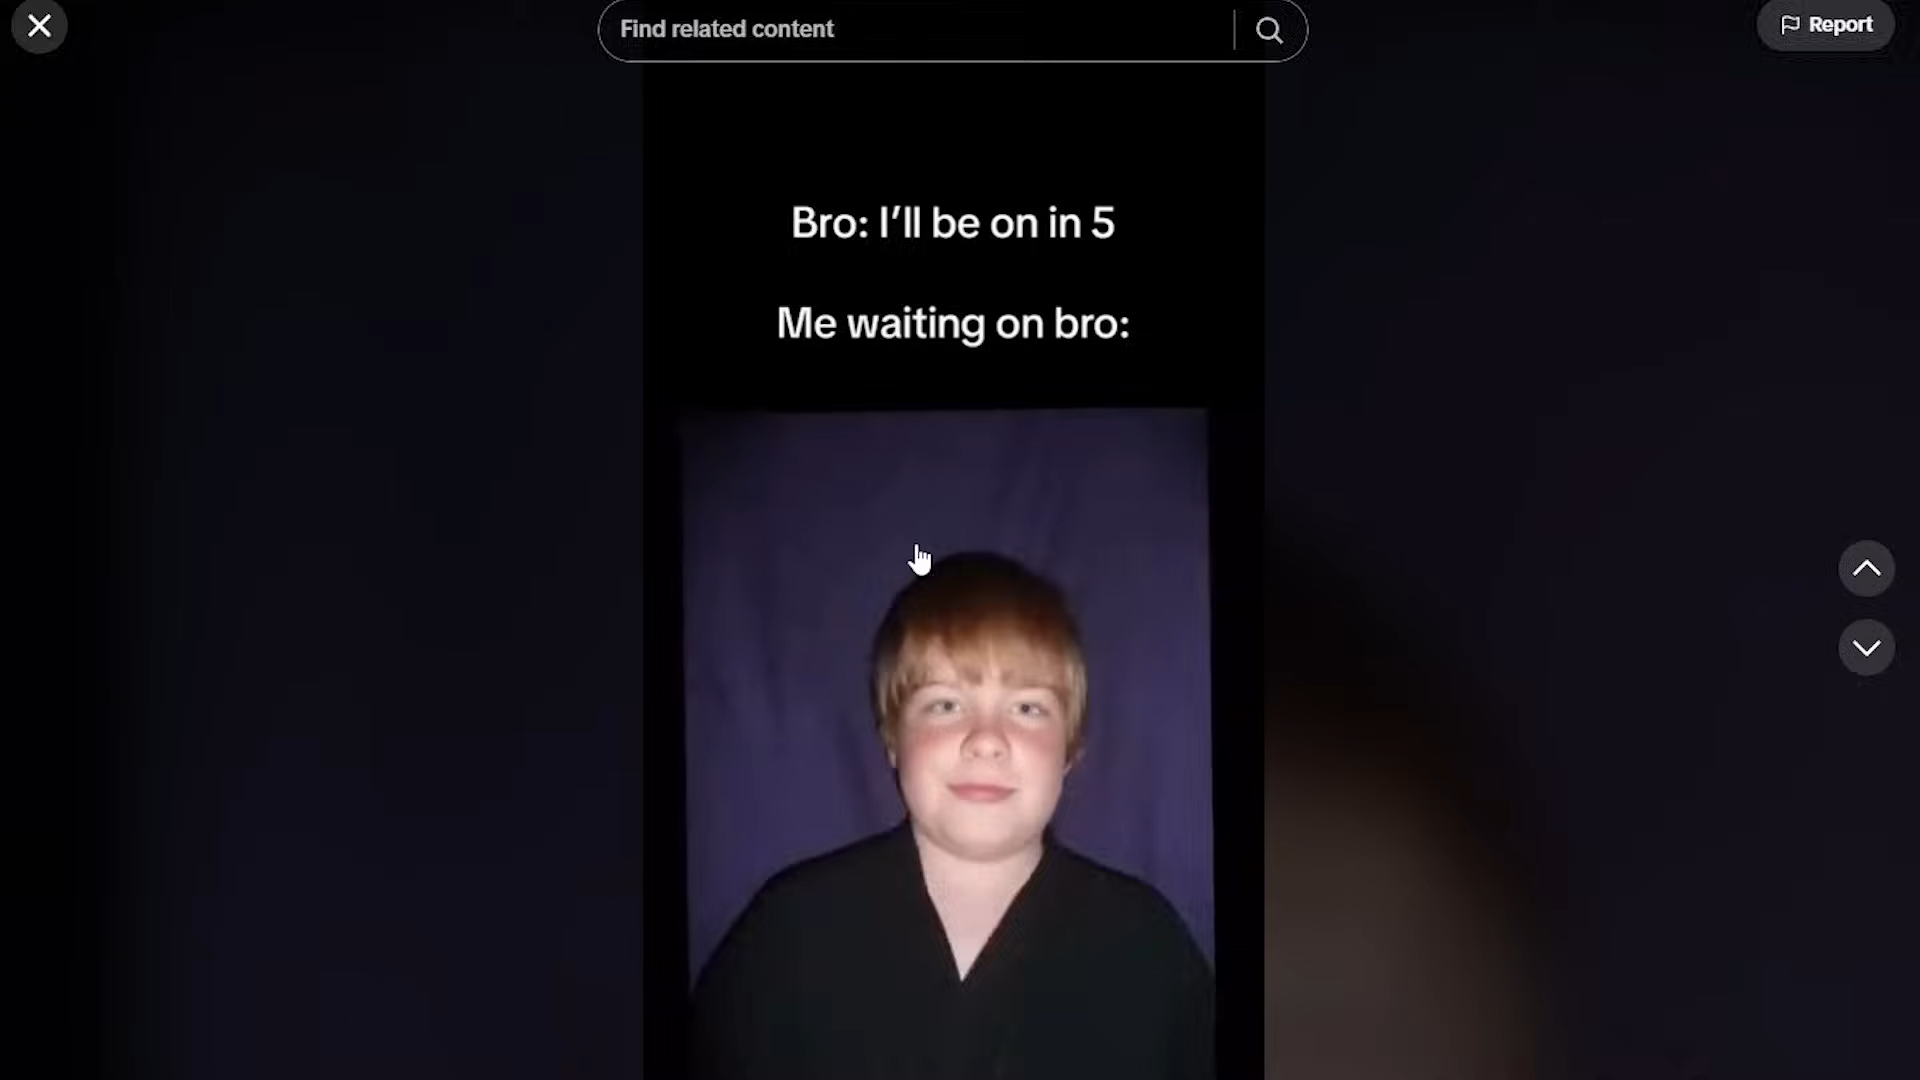 Find related content
Report
Bro: I’ll be on in 5
Me waiting on bro: